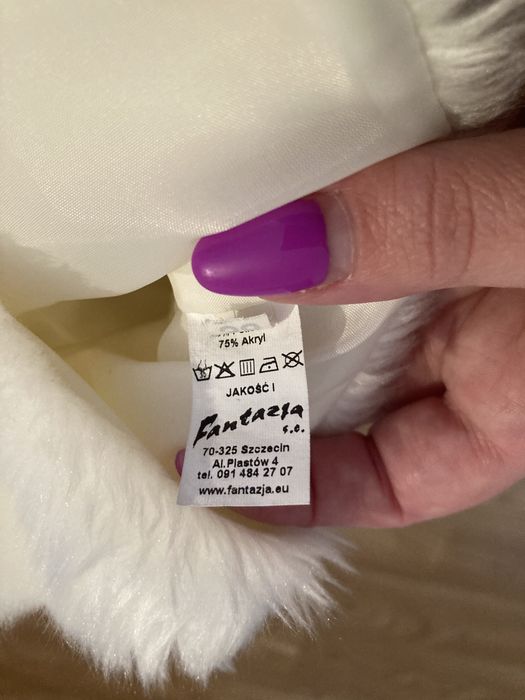 75% Akryl
JAKOŚĆ I
Fantazja
s.c.
70-325 Szczecin
Al.Piastów 4
tel. 091 484 27 07
www.fantazja.eu